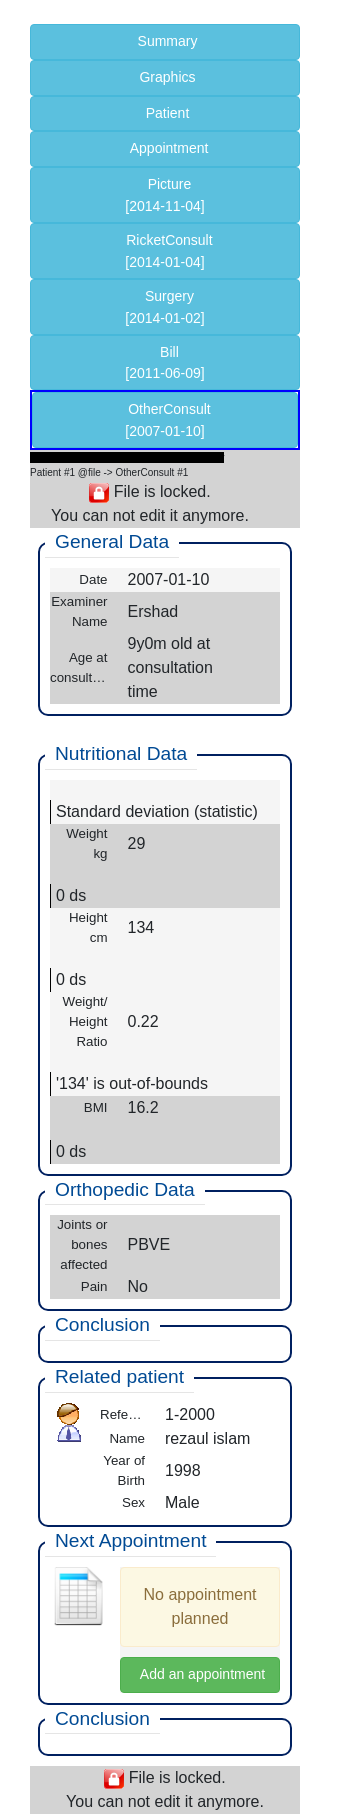 Summary
Graphics
Patient
Appointment
Picture
[2014-11-04]
RicketConsult
[2014-01-04]
Surgery
[2014-01-02]
Bill
[2011-06-09]
OtherConsult
[2007-01-10]
Patient #1 @file -> OtherConsult #1
File is locked.
You can not edit it anymore.
General Data
Date 2007-01-10
Examiner
Name
Ershad
Age at
consult…
9y0m old at
consultation
time
Nutritional Data
Standard deviation (statistic)
Weight
kg
29
0 ds
Height
cm
134
0 ds
Weight/
Height
Ratio
0.22
'134' is out-of-bounds
BMI 16.2
0 ds
Orthopedic Data
Joints or
bones
affected
PBVE
Pain No
Conclusion
Related patient
Refe… 1-2000
Name rezaul islam
Year of
Birth
1998
Sex Male
Next Appointment
No appointment
planned
Add an appointment
Conclusion
File is locked.
You can not edit it anymore.